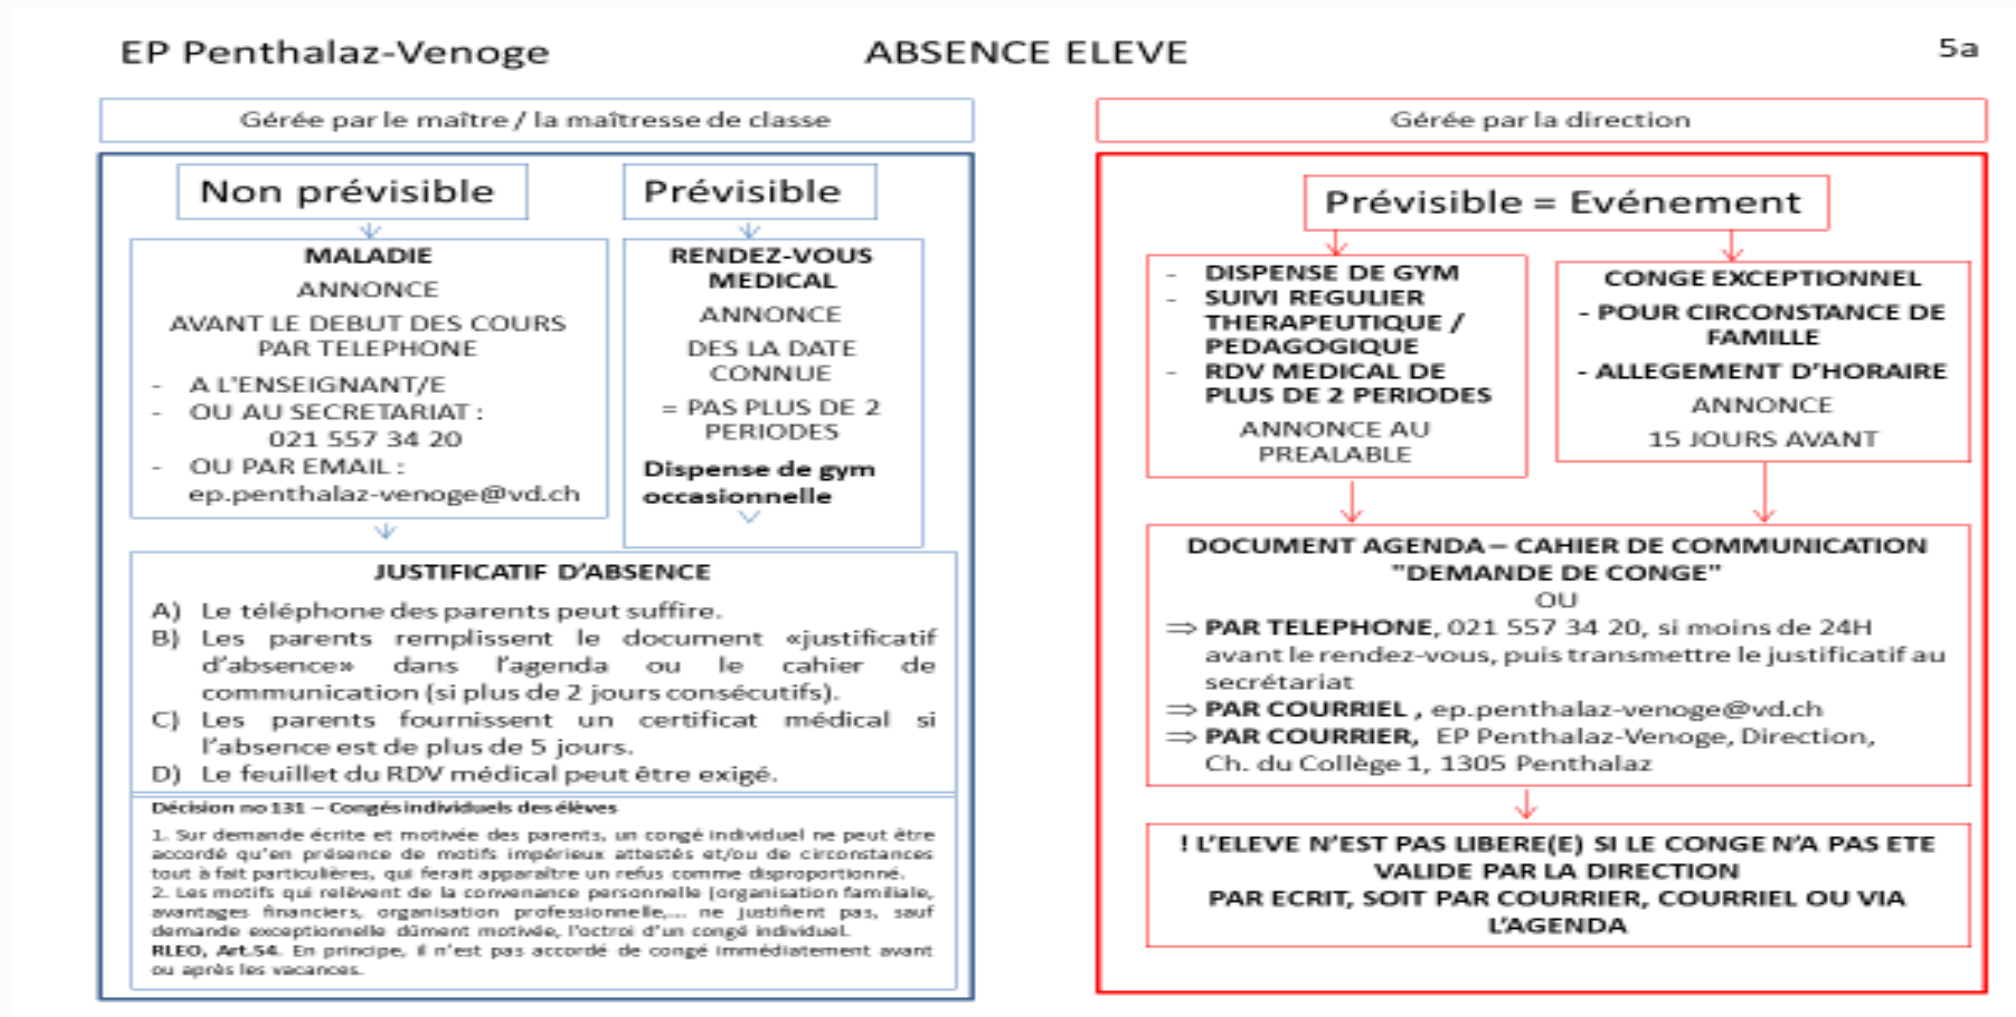 EP Penthalaz-Venoge
ABSENCE ELEVE
5a
Gérée par le maître / la maîtresse de classe
Non prévisible
Prévisible
MALADIE
ANNONCE
AVANT LE DEBUT DES COURS
PAR TELEPHONE
- A L'ENSEIGNANT/E
- OU AU SECRETARIAT :
021 557 34 20
- OU PAR EMAIL :
ep.penthalaz-venoge@vd.ch
RENDEZ-VOUS
MEDICAL
ANNONCE
DES LA DATE
CONNUE
= PAS PLUS DE 2
PERIODES
Dispense de gym
occasionnelle
JUSTIFICATIF D'ABSENCE
A) Le téléphone des parents peut suffire.
B) Les parents remplissent le document «justificatif
d'absence» dans l'agenda ou le cahier de
communication (si plus de 2 jours consécutifs).
C) Les parents fournissent un certificat médical si
l'absence est de plus de 5 jours.
D) Le feuillet du RDV médical peut être exigé.
Décision no 131 – Congés individuels des élèves
1. Sur demande écrite et motivée des parents, un congé individuel ne peut être
accordé qu'en présence de motifs impérieux attestés et/ou de circonstances
tout à fait particulières, qui ferait apparaître un refus comme disproportionné.
2. Les motifs qui relèvent de la convenance personnelle (organisation familiale,
avantages financiers, organisation professionnelle,... ne justifient pas, sauf
demande exceptionnelle dûment motivée, l'octroi d'un congé individuel.
RLEO, Art.54. En principe, il n'est pas accordé de congé immédiatement avant
ou après les vacances.
Gérée par la direction
Prévisible = Evénement
- DISPENSE DE GYM
- SUIVI REGULIER
THERAPEUTIQUE /
PEDAGOGIQUE
- RDV MEDICAL DE
PLUS DE 2 PERIODES
ANNONCE AU
PREALABLE
CONGE EXCEPTIONNEL
- POUR CIRCONSTANCE DE
FAMILLE
- ALLEGEMENT D'HORAIRE
ANNONCE
15 JOURS AVANT
DOCUMENT AGENDA – CAHIER DE COMMUNICATION
"DEMANDE DE CONGE"
OU
⇒ PAR TELEPHONE, 021 557 34 20, si moins de 24H
avant le rendez-vous, puis transmettre le justificatif au
secrétariat
⇒ PAR COURRIEL , ep.penthalaz-venoge@vd.ch
⇒ PAR COURRIER, EP Penthalaz-Venoge, Direction,
Ch. du Collège 1, 1305 Penthalaz
! L'ELEVE N'EST PAS LIBERE(E) SI LE CONGE N'A PAS ETE
VALIDE PAR LA DIRECTION
PAR ECRIT, SOIT PAR COURRIER, COURRIEL OU VIA
L'AGENDA